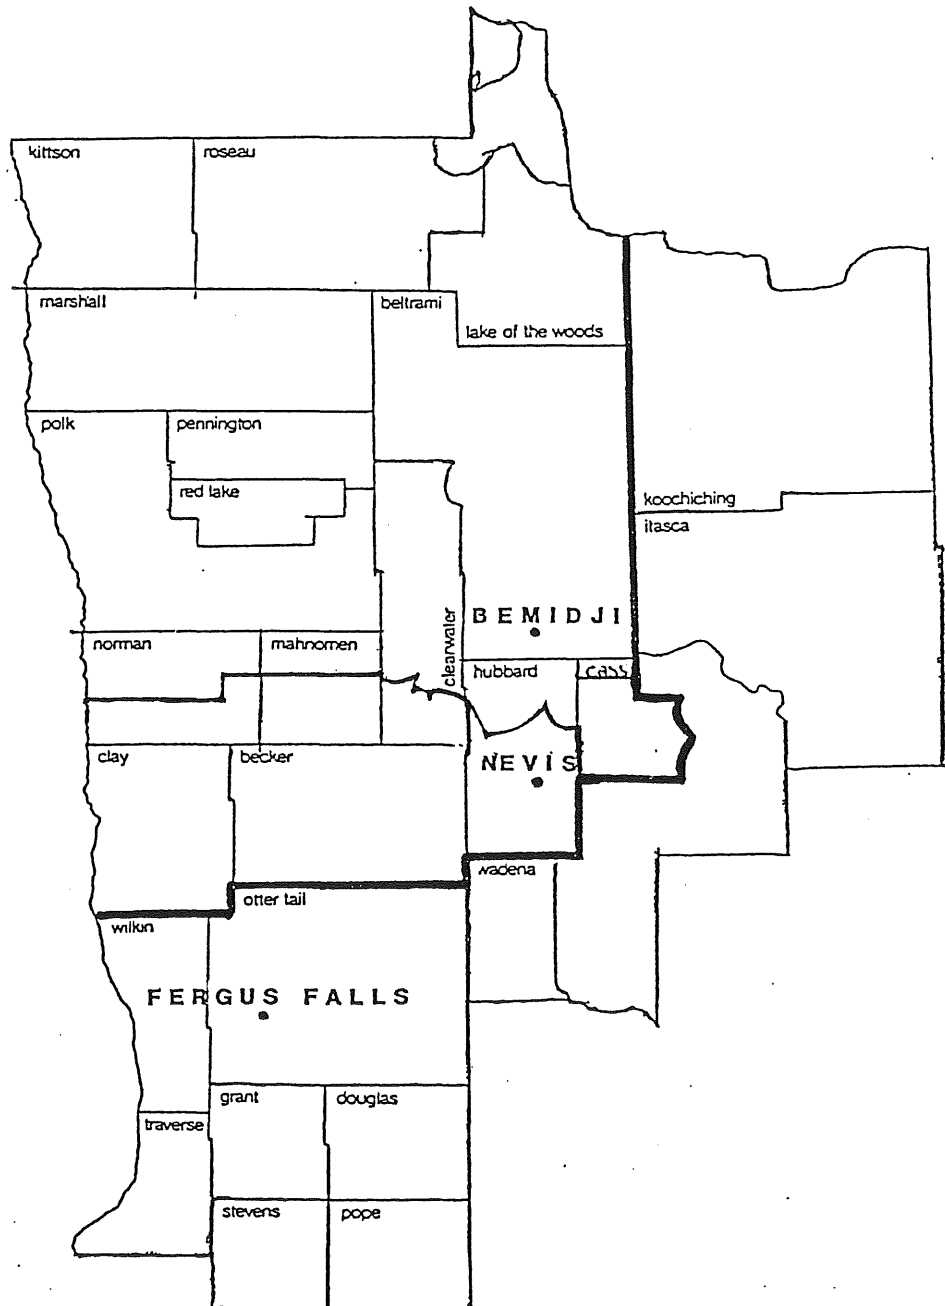 kittson
roseau
marshall
beltrami
lake of the woods
polk
pennington
red lake
koochiching
itasca
BEMIDJI
clearwater
norman
mahnomen
hubbard
cass
clay
becker
NEVIS
wadena
otter tail
wilkin
FERGUS FALLS
grant
douglas
traverse
stevens
pope